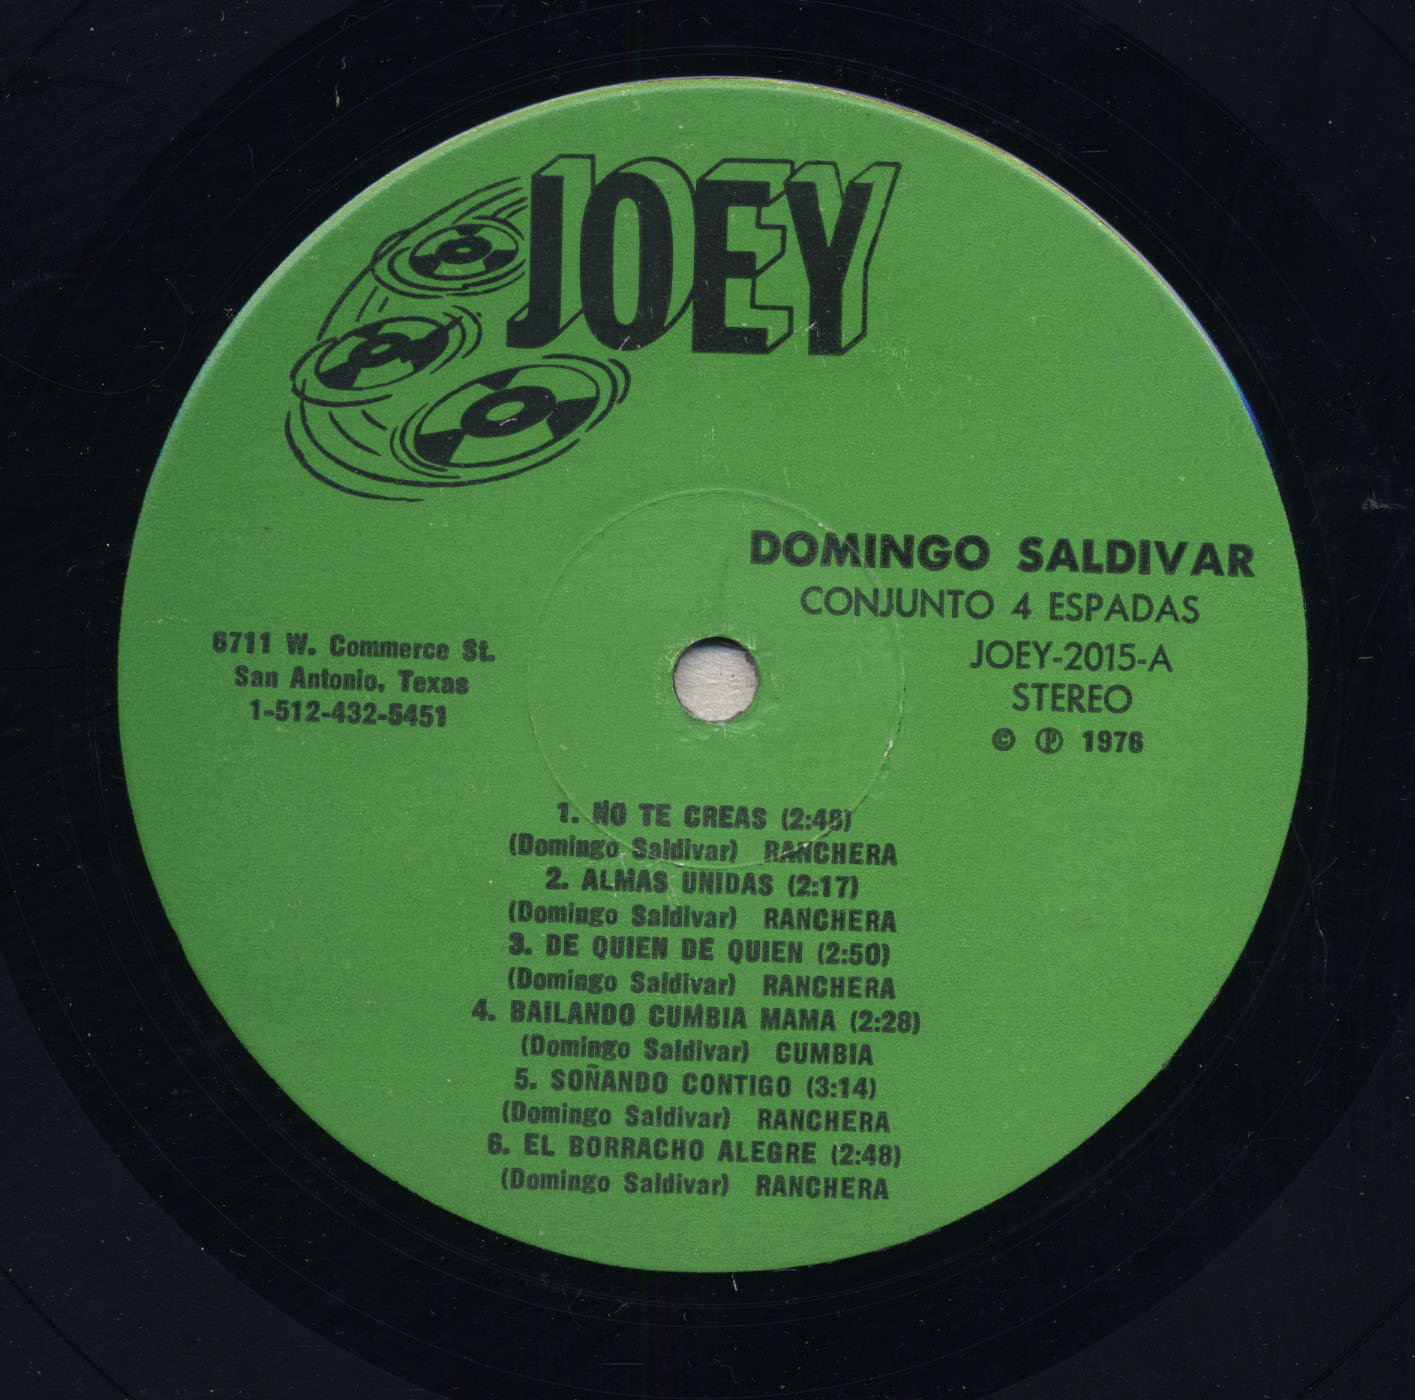 JOEY
DOMINGO SALDIVAR
CONJUNTO 4 ESPADAS
JOEY-2015-A
STEREO
© ℗ 1976
6711 W. Commerce St.
San Antonio, Texas
1-512-432-5451
1. NO TE CREAS (2:48)
(Domingo Saldivar) RANCHERA
2. ALMAS UNIDAS (2:17)
(Domingo Saldivar) RANCHERA
3. DE QUIEN DE QUIEN (2:50)
(Domingo Saldivar) RANCHERA
4. BAILANDO CUMBIA MAMA (2:28)
(Domingo Saldivar) CUMBIA
5. SOÑANDO CONTIGO (3:14)
(Domingo Saldivar) RANCHERA
6. EL BORRACHO ALEGRE (2:48)
(Domingo Saldivar) RANCHERA